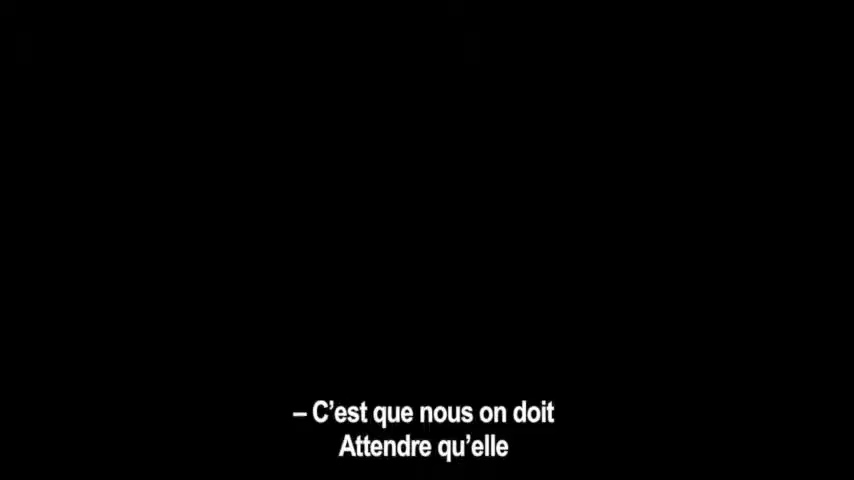 – C’est que nous on doit
Attendre qu’elle